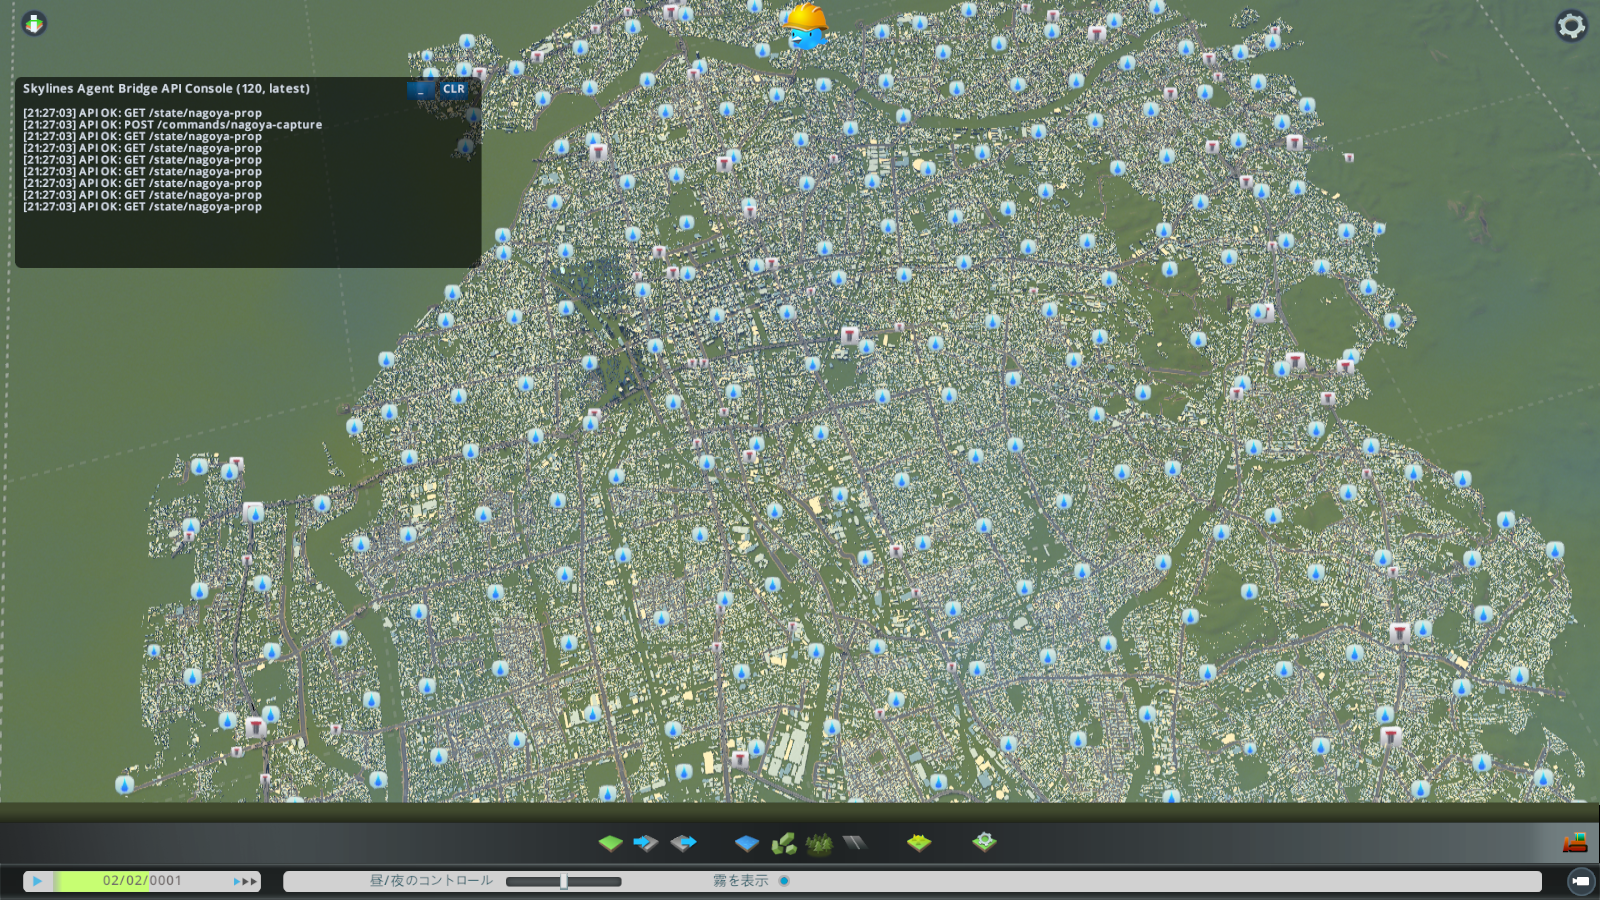 Skylines Agent Bridge API Console (120, latest)
_ CLR
[21:27:03] API OK: GET /state/nagoya-prop
[21:27:03] API OK: POST /commands/nagoya-capture
[21:27:03] API OK: GET /state/nagoya-prop
[21:27:03] API OK: GET /state/nagoya-prop
[21:27:03] API OK: GET /state/nagoya-prop
[21:27:03] API OK: GET /state/nagoya-prop
[21:27:03] API OK: GET /state/nagoya-prop
[21:27:03] API OK: GET /state/nagoya-prop
[21:27:03] API OK: GET /state/nagoya-prop
02/02/0001
昼/夜のコントロール
霧を表示